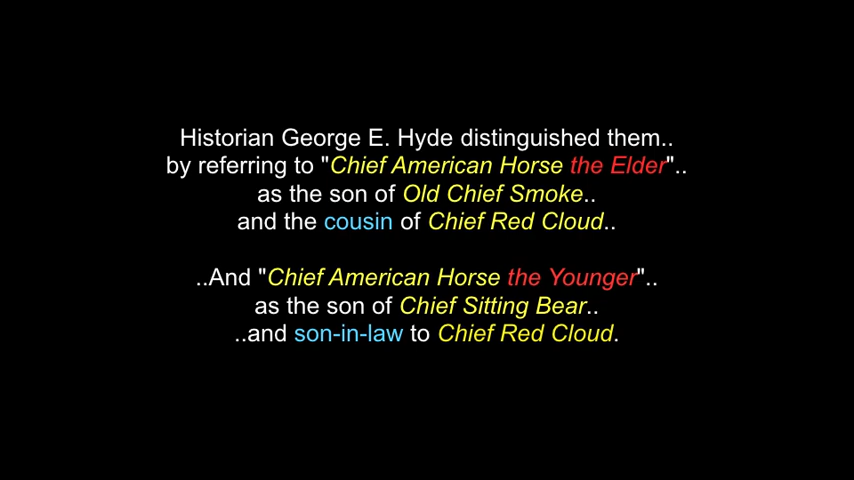 Historian George E. Hyde distinguished them..
by referring to "Chief American Horse the Elder"..
as the son of Old Chief Smoke..
and the cousin of Chief Red Cloud..
..And "Chief American Horse the Younger"..
as the son of Chief Sitting Bear..
..and son-in-law to Chief Red Cloud.